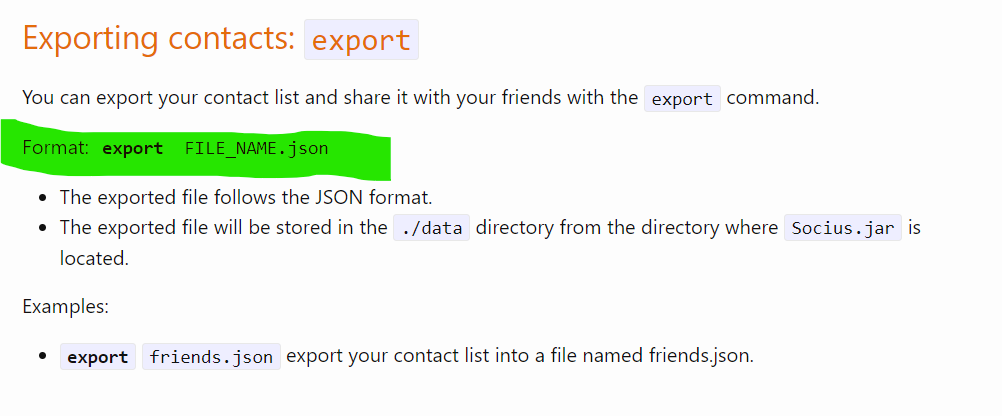 Exporting contacts: export
You can export your contact list and share it with your friends with the export command.
Format: export FILE_NAME.json
• The exported file follows the JSON format.
• The exported file will be stored in the ./data directory from the directory where Socius.jar is
located.
Examples:
• export friends.json export your contact list into a file named friends.json.